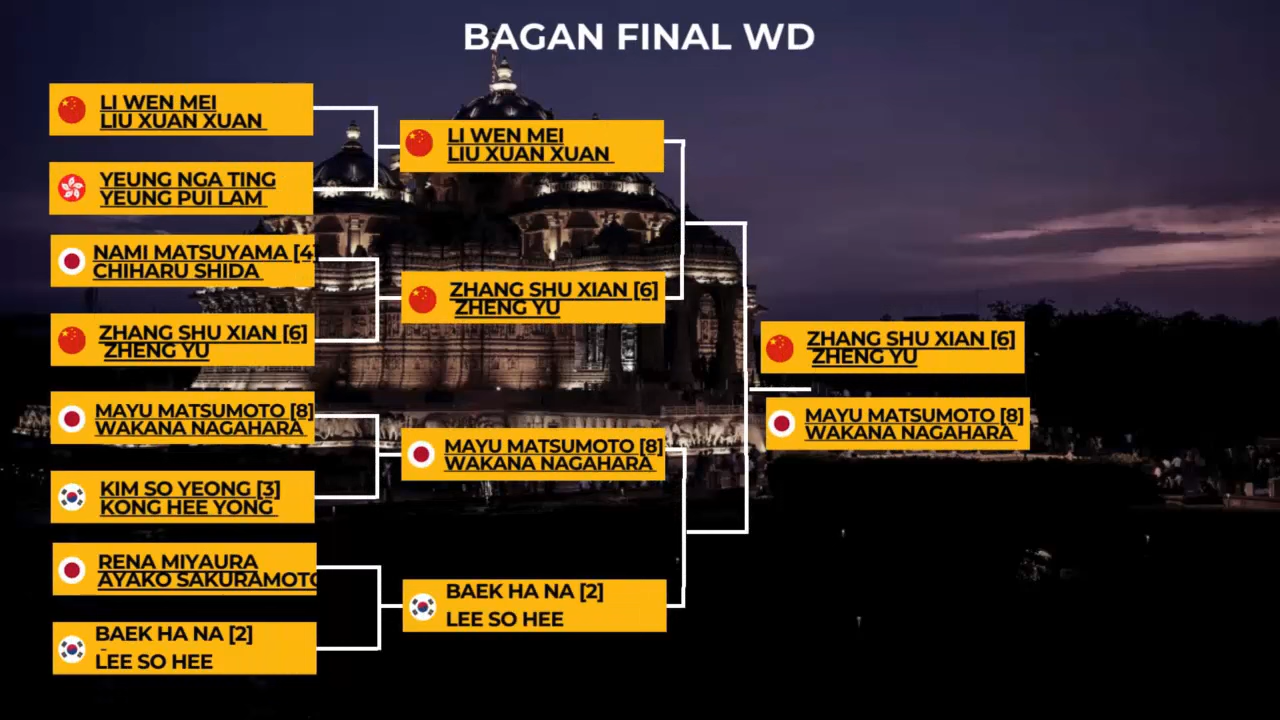 BAGAN FINAL WD
LI WEN MEI
LIU XUAN XUAN
YEUNG NGA TING
YEUNG PUI LAM
NAMI MATSUYAMA [4]
CHIHARU SHIDA
ZHANG SHU XIAN [6]
ZHENG YU
MAYU MATSUMOTO [8]
WAKANA NAGAHARA
KIM SO YEONG [3]
KONG HEE YONG
RENA MIYAURA
AYAKO SAKURAMOTO
BAEK HA NA [2]
-
LEE SO HEE
LI WEN MEI
LIU XUAN XUAN
ZHANG SHU XIAN [6]
ZHENG YU
MAYU MATSUMOTO [8]
WAKANA NAGAHARA
BAEK HA NA [2]
LEE SO HEE
ZHANG SHU XIAN [6]
ZHENG YU
MAYU MATSUMOTO [8]
WAKANA NAGAHARA